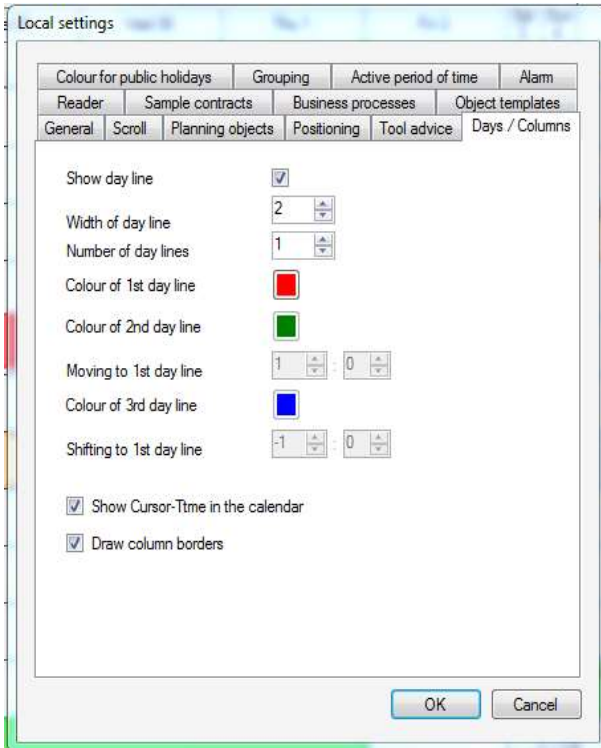 Local settings
Colour for public holidays Grouping Active period of time Alarm
Reader Sample contracts Business processes Object templates
General Scroll Planning objects Positioning Tool advice Days / Columns
Show day line
Width of day line 2
Number of day lines 1
Colour of 1st day line
Colour of 2nd day line
Moving to 1st day line 1 : 0
Colour of 3rd day line
Shifting to 1st day line -1 : 0
Show Cursor-Ttme in the calendar
Draw column borders
OK Cancel